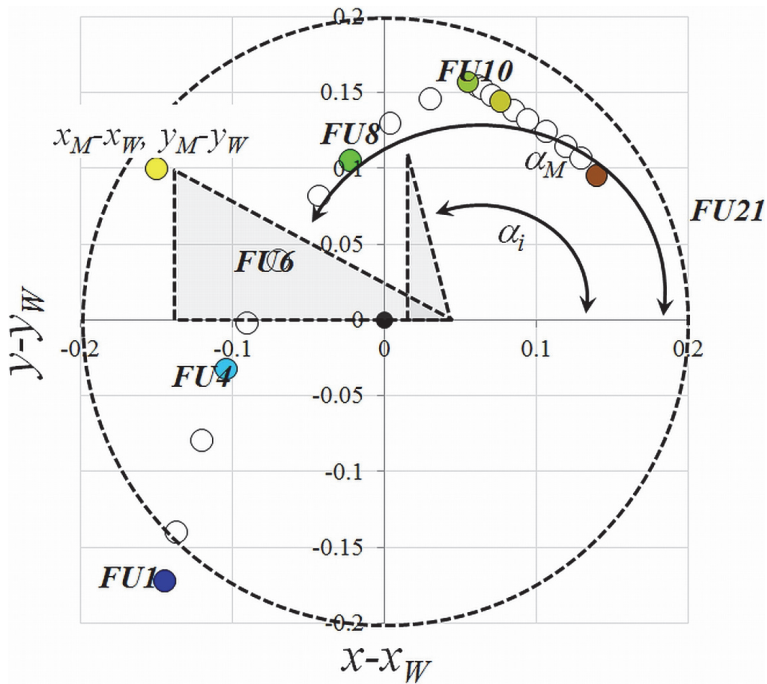 0.2
FU10
0.15
x_M-x_W, y_M-y_W
FU8
0.1
α_M
FU21
0.05
α_i
FU6
0
-0.2
-0.1
0
0.1
0.2
y-y_W
FU4
-0.05
-0.1
-0.15
FU1
-0.2
x-x_W